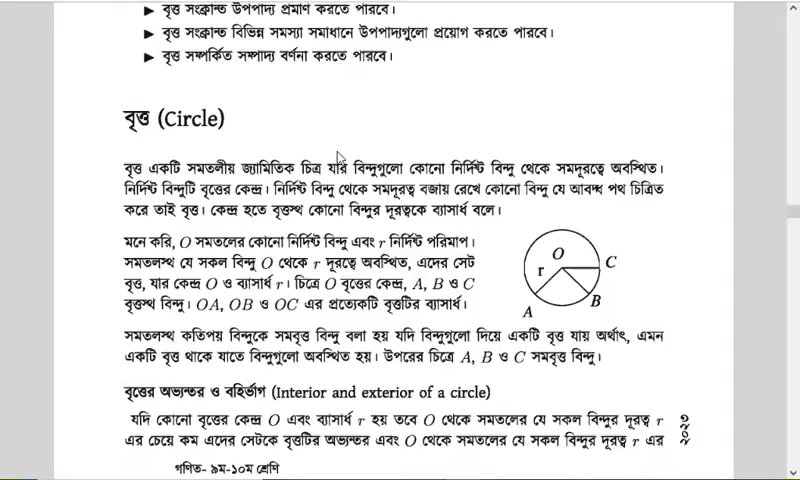 ▶ বৃত্ত সংক্রান্ত উপপাদ্য প্রমাণ করতে পারবে।
▶ বৃত্ত সংক্রান্ত বিভিন্ন সমস্যা সমাধানে উপপাদ্যগুলো প্রয়োগ করতে পারবে।
▶ বৃত্ত সম্পর্কিত সম্পাদ্য বর্ণনা করতে পারবে।
বৃত্ত (Circle)
বৃত্ত একটি সমতলীয় জ্যামিতিক চিত্র যার বিন্দুগুলো কোনো নির্দিষ্ট বিন্দু থেকে সমদূরত্বে অবস্থিত।
নির্দিষ্ট বিন্দুটি বৃত্তের কেন্দ্র। নির্দিষ্ট বিন্দু থেকে সমদূরত্ব বজায় রেখে কোনো বিন্দু যে আবদ্ধ পথ চিত্রিত
করে তাই বৃত্ত। কেন্দ্র হতে বৃত্তস্থ কোনো বিন্দুর দূরত্বকে ব্যাসার্ধ বলে।
মনে করি, O সমতলের কোনো নির্দিষ্ট বিন্দু এবং r নির্দিষ্ট পরিমাপ।
সমতলস্থ যে সকল বিন্দু O থেকে r দূরত্বে অবস্থিত, এদের সেট
বৃত্ত, যার কেন্দ্র O ও ব্যাসার্ধ r। চিত্রে O বৃত্তের কেন্দ্র, A, B ও C
বৃত্তস্থ বিন্দু। OA, OB ও OC এর প্রত্যেকটি বৃত্তটির ব্যাসার্ধ।
O
r
C
B
A
সমতলস্থ কতিপয় বিন্দুকে সমবৃত্ত বিন্দু বলা হয় যদি বিন্দুগুলো দিয়ে একটি বৃত্ত যায় অর্থাৎ, এমন
একটি বৃত্ত থাকে যাতে বিন্দুগুলো অবস্থিত হয়। উপরের চিত্রে A, B ও C সমবৃত্ত বিন্দু।
বৃত্তের অভ্যন্তর ও বহির্ভাগ (Interior and exterior of a circle)
যদি কোনো বৃত্তের কেন্দ্র O এবং ব্যাসার্ধ r হয় তবে O থেকে সমতলের যে সকল বিন্দুর দূরত্ব r
এর চেয়ে কম এদের সেটকে বৃত্তটির অভ্যন্তর এবং O থেকে সমতলের যে সকল বিন্দুর দূরত্ব r এর
গণিত- ৯ম-১০ম শ্রেণি